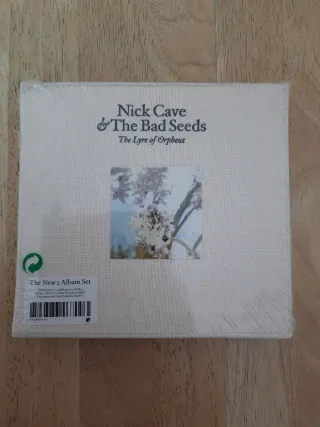 Nick Cave
& The Bad Seeds
The Lyre of Orpheus
The New 2 Album Set